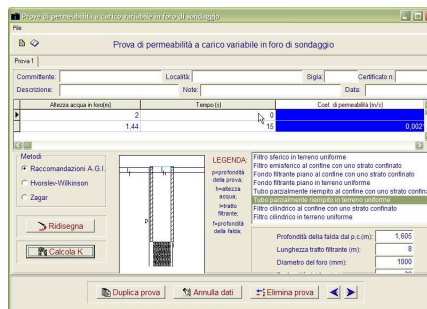 Prove di permeabilità a carico variabile in foro di sondaggio
File
Prova di permeabilità a carico variabile in foro di sondaggio
Prova 1
Committente: Località: Sigla: Certificato n.
Descrizione: Note: Data:
Altezza acqua in foro(m) Tempo (s) Coef. di permeabilità (m/s)
2 0
1,44 15 0,002
Metodi
Raccomandazioni A.G.I.
Hvorslev-Wilkinson
Zagar
Ridisegna
Calcola K
LEGENDA:
p=profondità
della prova;
h=altezza
acqua;
l=tratto
filtrante;
f=profondità
della falda;
Filtro sferico in terreno uniforme
Filtro emisferico al confine con uno strato confinato
Fondo filtrante piano al confine con uno strato confinato
Fondo filtrante piano in terreno uniforme
Tubo parzialmente riempito al confine con uno strato confina
Tubo parzialmente riempito in terreno uniforme
Filtro cilindrico al confine con uno strato confinato
Filtro cilindrico in terreno uniforme
Profondità della falda dal p.c.(m): 1,605
Lunghezza tratto filtrante (m): 8
Diametro del foro (mm): 1000
Duplica prova Annulla dati Elimina prova